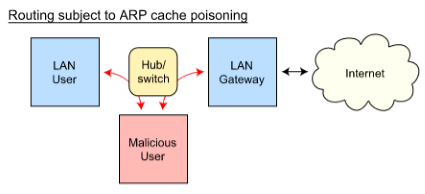 Routing subject to ARP cache poisoning
LAN
User
Hub/
switch
LAN
Gateway
Internet
Malicious
User